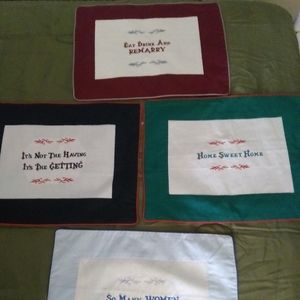 Eat Drink And
REMARRY
It's Not The Having
It's The GETTING
Home Sweet Home
So Many Women